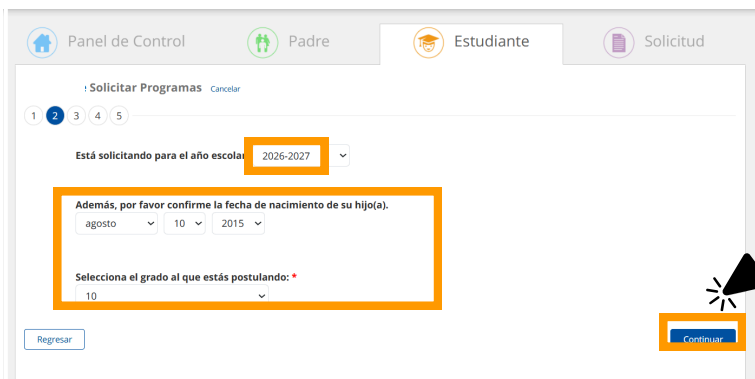 Panel de Control
Padre
Estudiante
Solicitud
Solicitar Programas Cancelar
1 2 3 4 5
Está solicitando para el año escolar 2026-2027
Además, por favor confirme la fecha de nacimiento de su hijo(a).
agosto 10 2015
Selecciona el grado al que estás postulando: *
10
Regresar
Continuar